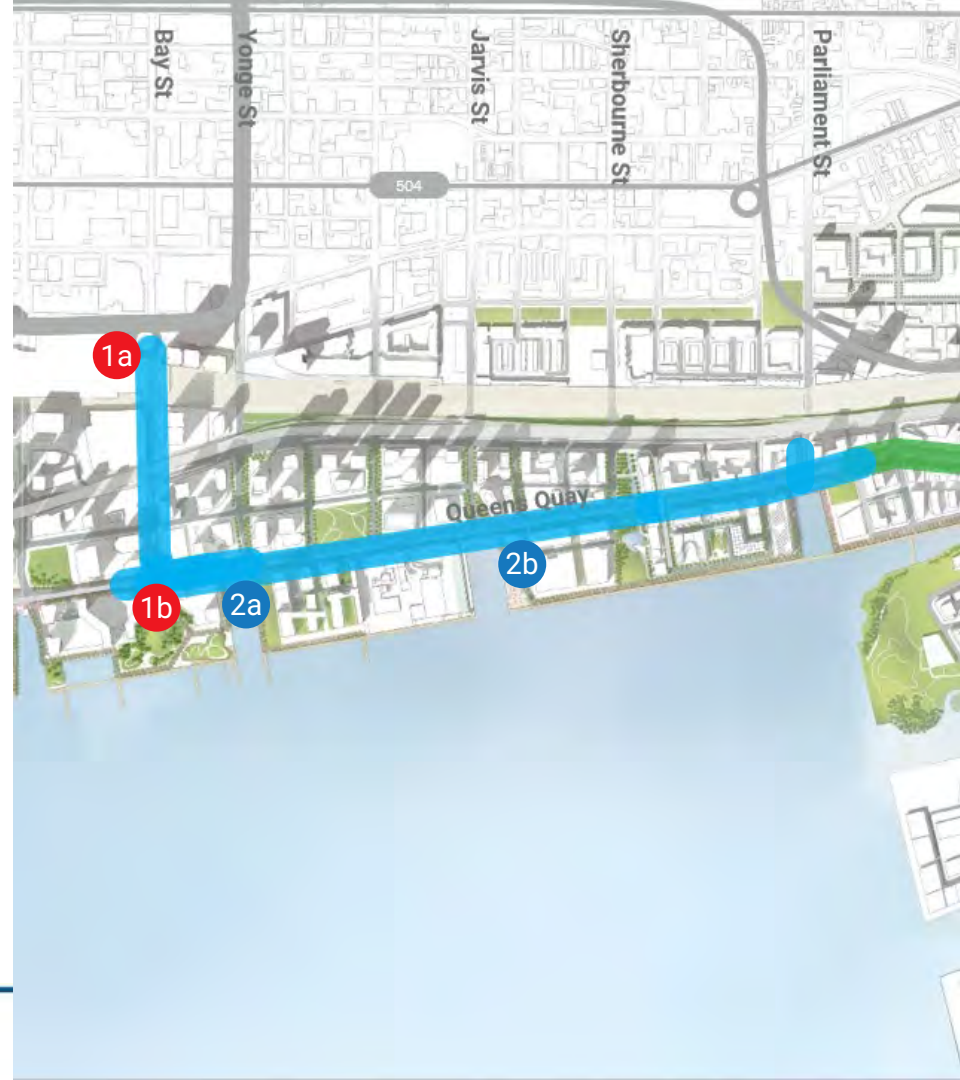 Bay St
Yonge St
Jarvis St
Sherbourne St
Parliament St
504
1a
Queens Quay
2b
1b
2a